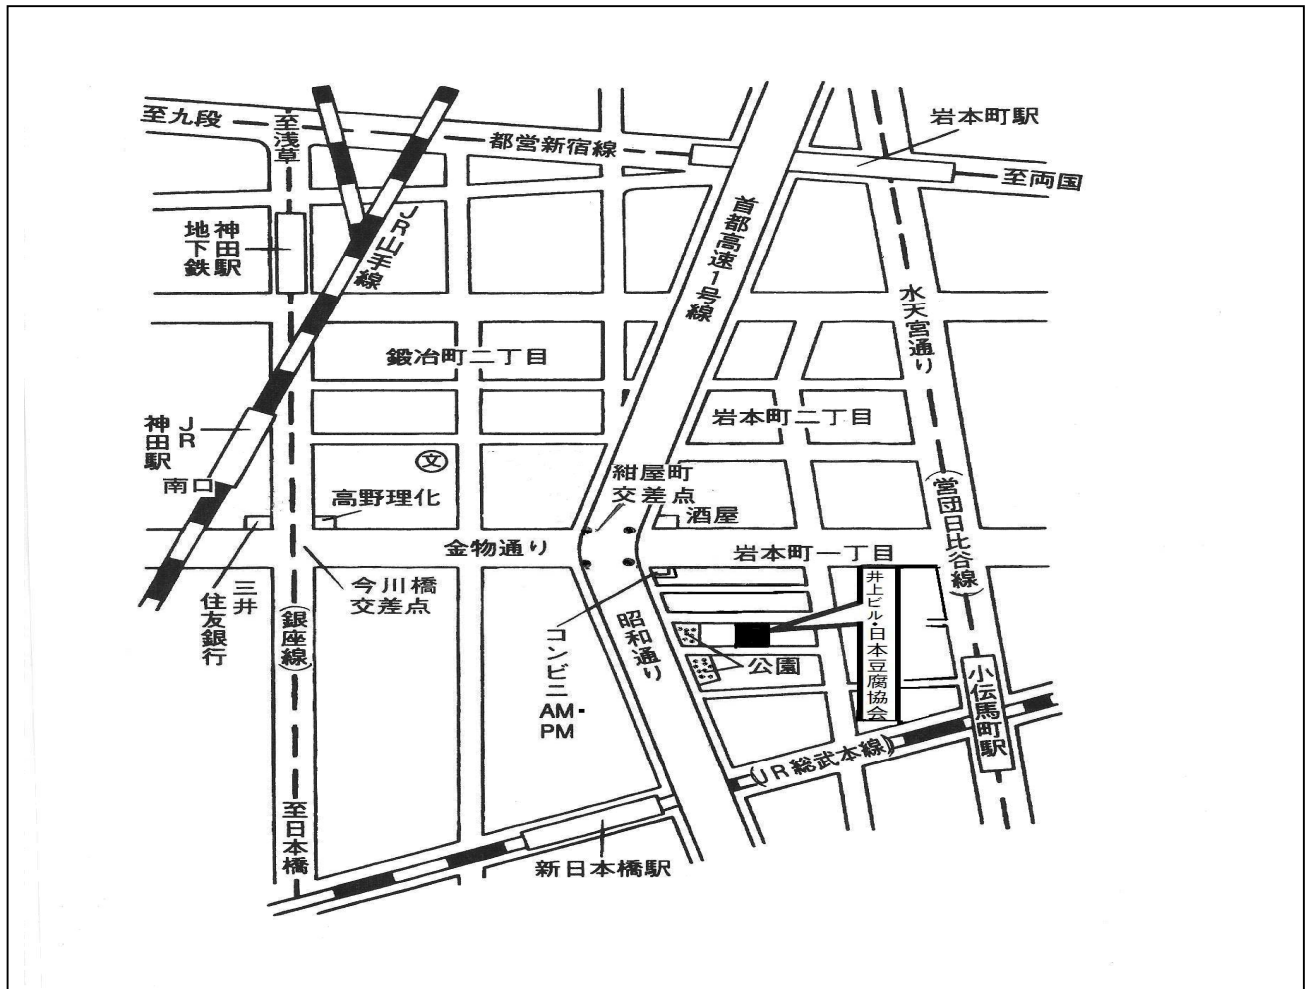 至九段
至浅草
都営新宿線
岩本町駅
至両国
地下鉄
神田駅
JR山手線
首都高速1号線
水天宮通り
鍛冶町二丁目
岩本町二丁目
JR
神田駅
南口
文
高野理化
紺屋町
交差点
酒屋
(営団日比谷線)
金物通り
岩本町一丁目
三井
住友銀行
今川橋
交差点
(銀座線)
コンビニ
AM・
PM
昭和通り
公園
井上ビル・日本豆腐協会
小伝馬町駅
(JR総武本線)
至日本橋
新日本橋駅